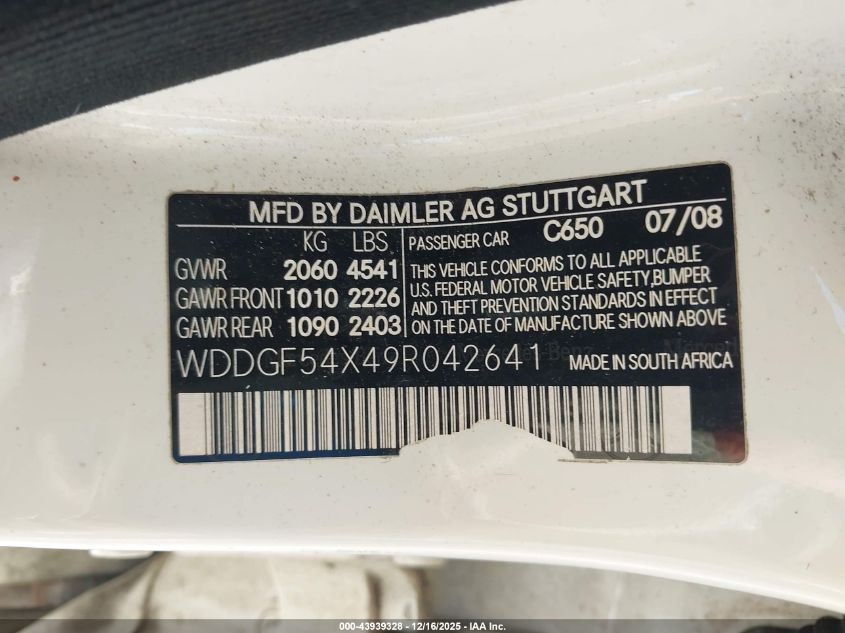 MFD BY DAIMLER AG STUTTGART
KG LBS
GVWR 2060 4541
GAWR FRONT 1010 2226
GAWR REAR 1090 2403
PASSENGER CAR C650 07/08
THIS VEHICLE CONFORMS TO ALL APPLICABLE
U.S. FEDERAL MOTOR VEHICLE SAFETY,BUMPER
AND THEFT PREVENTION STANDARDS IN EFFECT
ON THE DATE OF MANUFACTURE SHOWN ABOVE
WDDGF54X49R042641 MADE IN SOUTH AFRICA
000-43939328 - 12/16/2025 - IAA Inc.